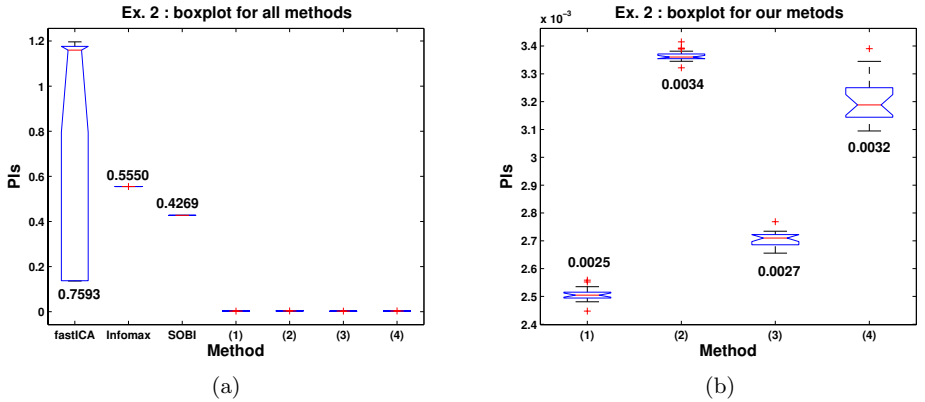 Ex. 2 : boxplot for all methods
1.2
1
0.8
0.6
0.4
0.2
0
PIs
0.7593
0.5550
0.4269
fastICA Infomax SOBI (1) (2) (3) (4)
Method
(a)
Ex. 2 : boxplot for our metods
x 10⁻³
3.4
3.3
3.2
3.1
3
2.9
2.8
2.7
2.6
2.5
2.4
PIs
0.0025
0.0034
0.0027
0.0032
(1) (2) (3) (4)
Method
(b)